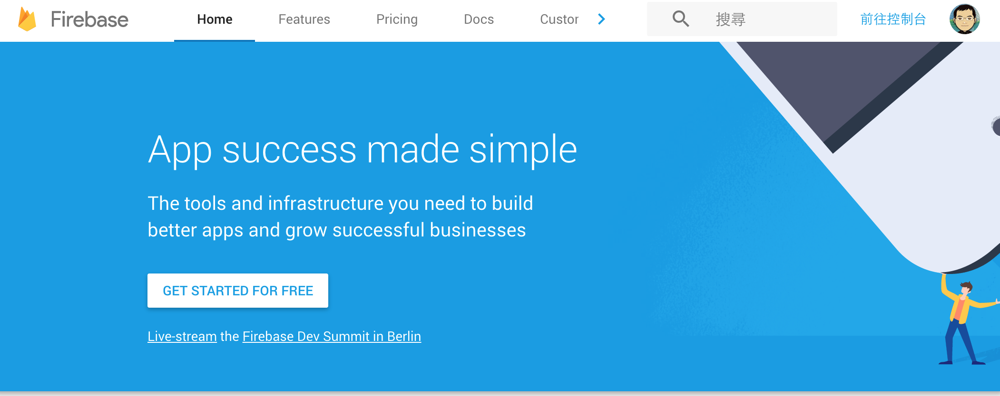 Firebase Home Features Pricing Docs Custor 搜尋 前往控制台
App success made simple
The tools and infrastructure you need to build
better apps and grow successful businesses
GET STARTED FOR FREE
Live-stream the Firebase Dev Summit in Berlin